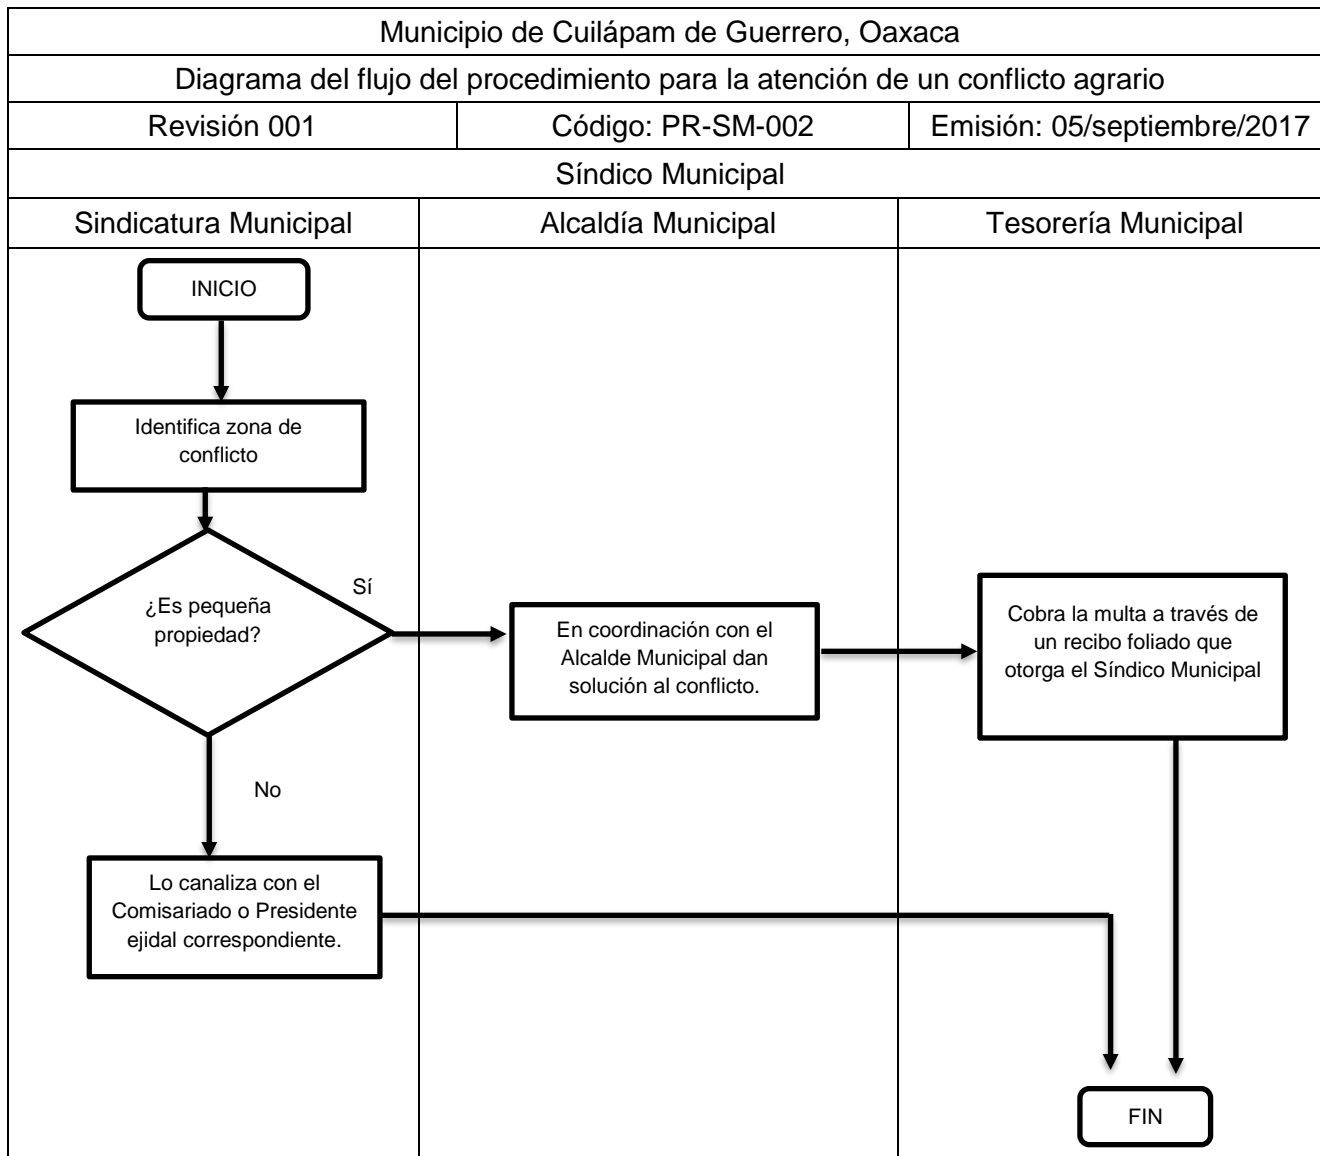 Municipio de Cuilápam de Guerrero, Oaxaca
Diagrama del flujo del procedimiento para la atención de un conflicto agrario
Revisión 001
Código: PR-SM-002
Emisión: 05/septiembre/2017
Síndico Municipal
Sindicatura Municipal
Alcaldía Municipal
Tesorería Municipal
INICIO
Identifica zona de
conflicto
¿Es pequeña
propiedad?
Sí
En coordinación con el
Alcalde Municipal dan
solución al conflicto.
Cobra la multa a través de
un recibo foliado que
otorga el Síndico Municipal
No
Lo canaliza con el
Comisariado o Presidente
ejidal correspondiente.
FIN